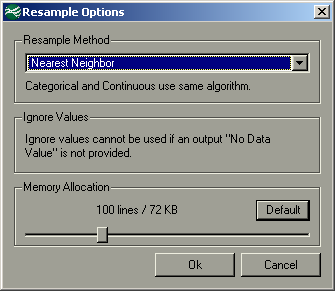 Resample Options
Resample Method
Nearest Neighbor
Categorical and Continuous use same algorithm.
Ignore Values
Ignore values cannot be used if an output "No Data
Value" is not provided.
Memory Allocation
100 lines / 72 KB
Default
Ok
Cancel